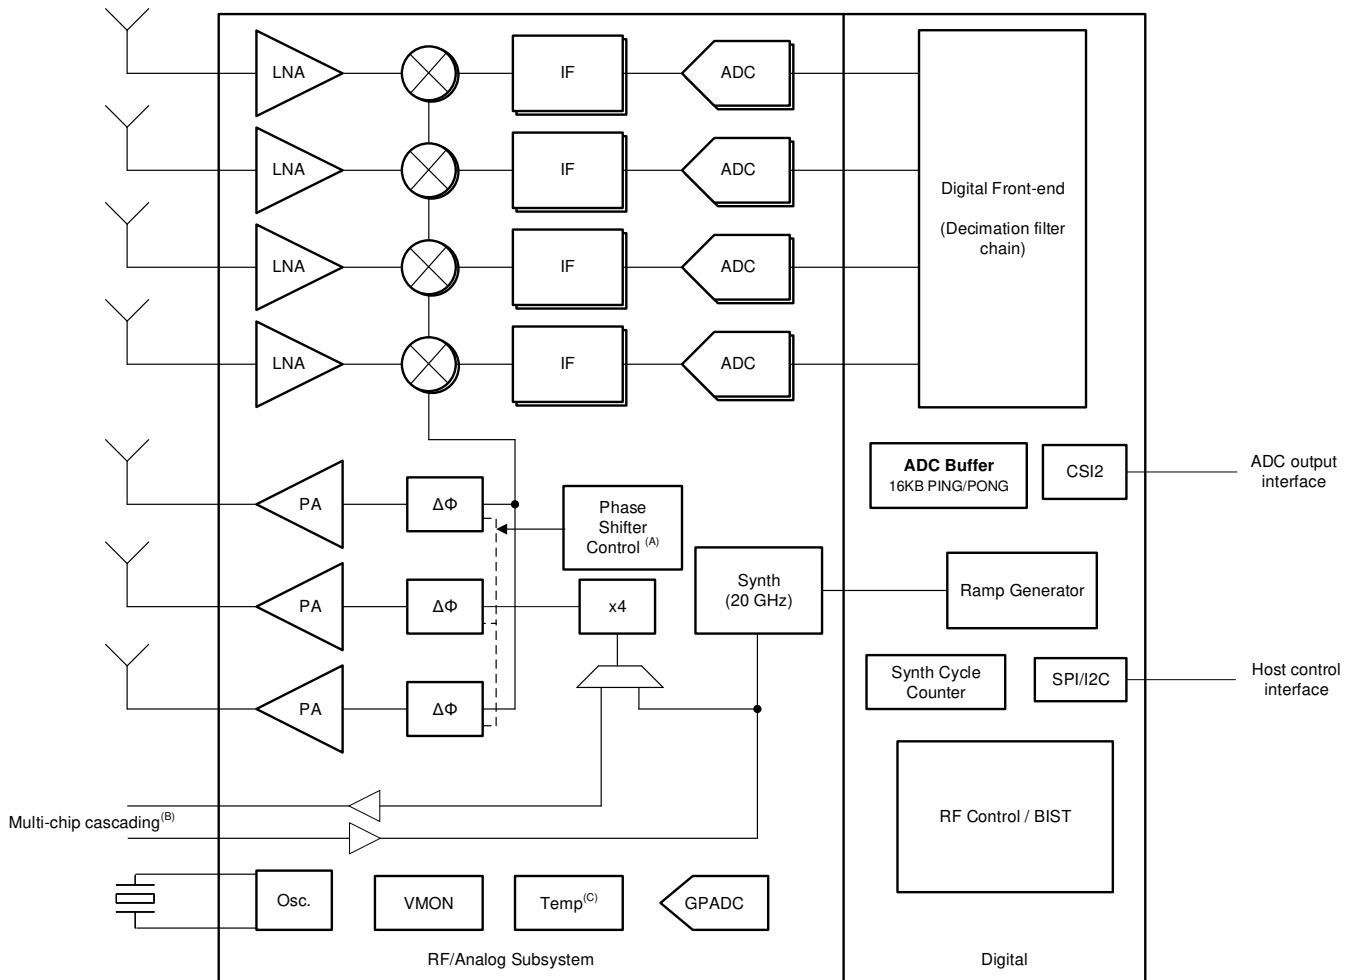 LNA
IF
ADC
LNA
IF
ADC
LNA
IF
ADC
LNA
IF
ADC
Digital Front-end
(Decimation filter
chain)
PA
ΔΦ
Phase
Shifter
Control (A)
PA
ΔΦ
x4
Synth
(20 GHz)
PA
ΔΦ
ADC Buffer
16KB PING/PONG
CSI2
ADC output
interface
Ramp Generator
Synth Cycle
Counter
SPI/I2C
Host control
interface
RF Control / BIST
Multi-chip cascading(B)
Osc.
VMON
Temp(C)
GPADC
RF/Analog Subsystem
Digital